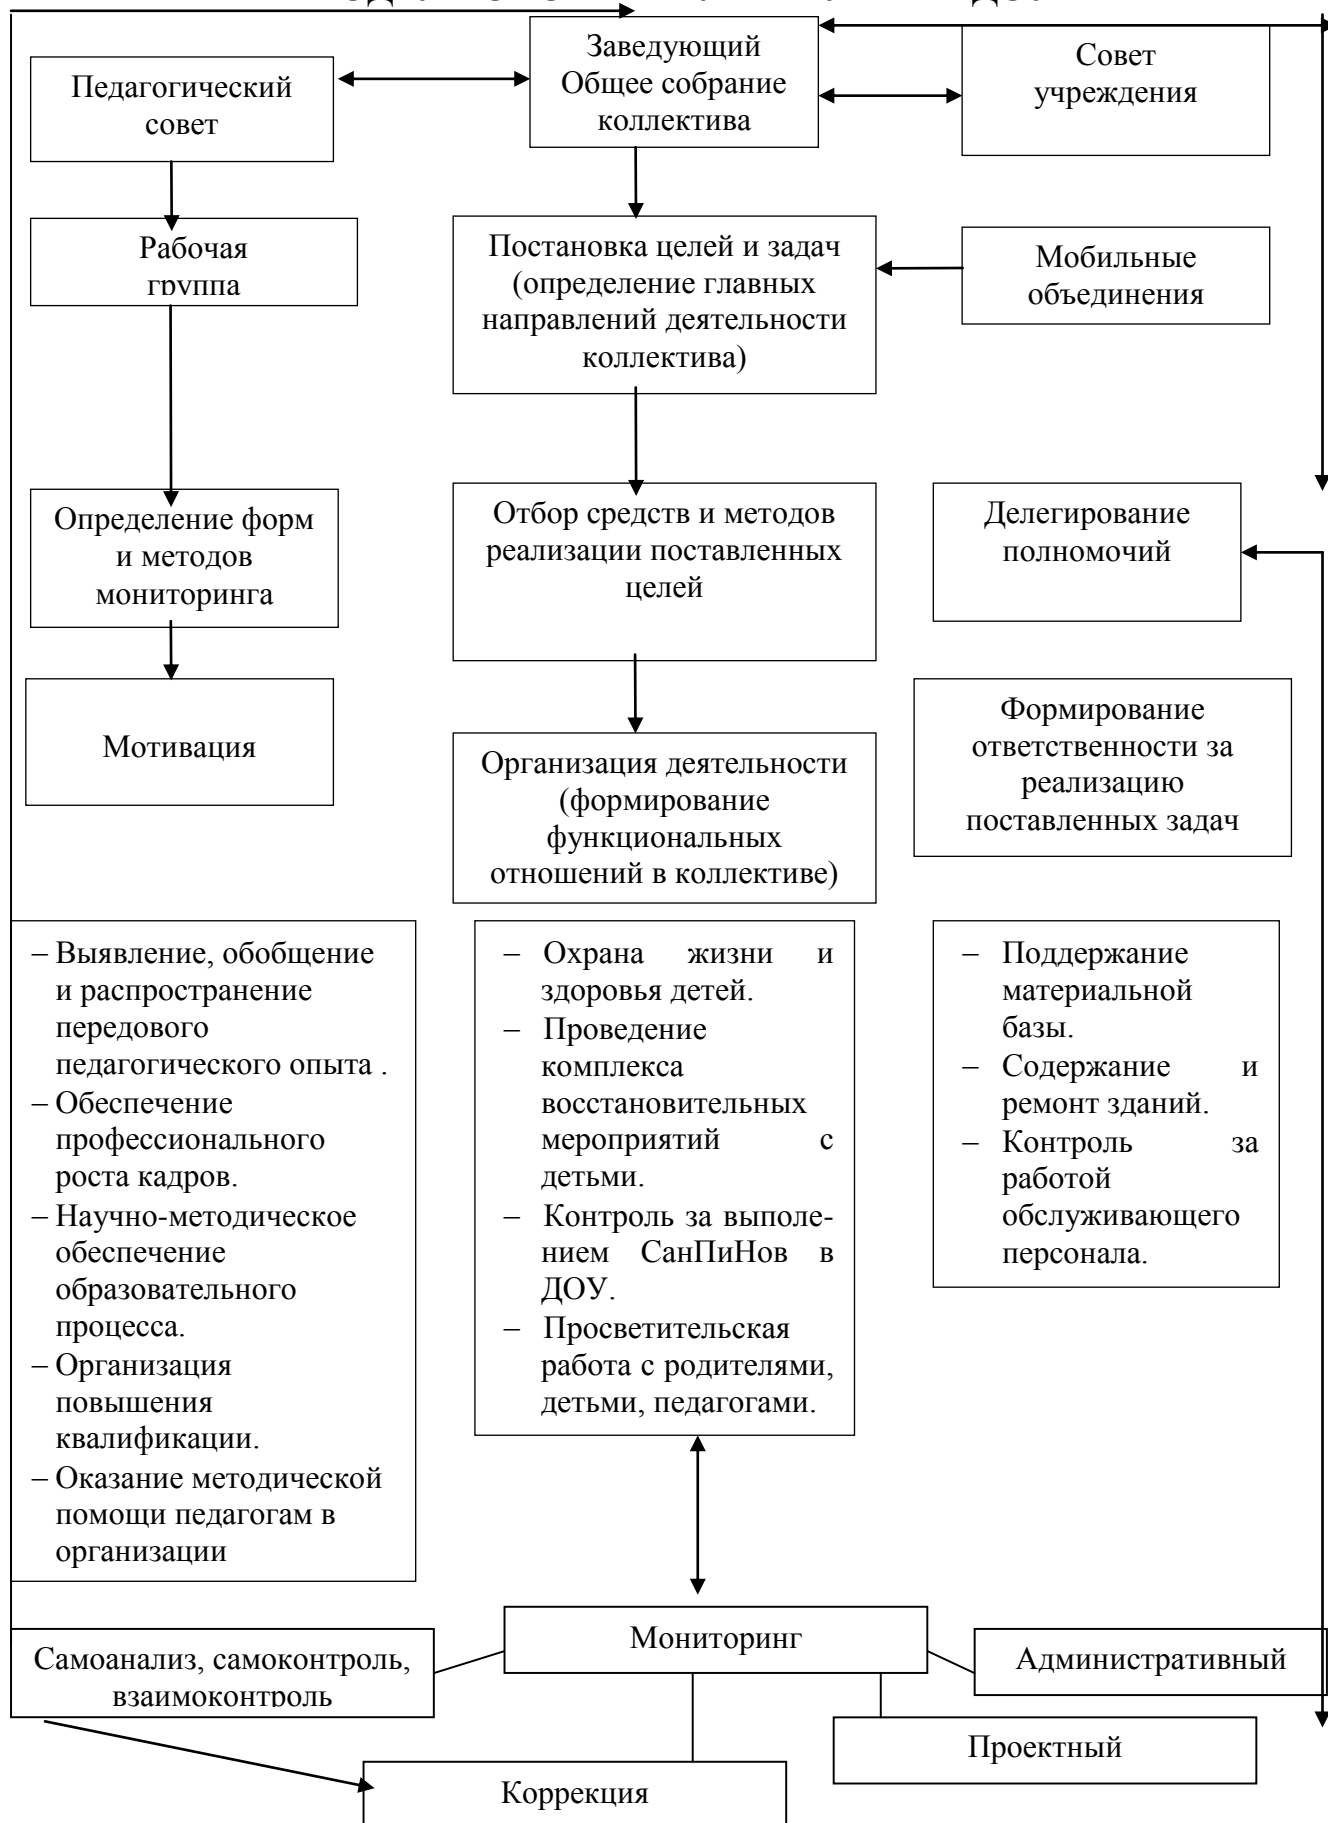 Заведующий
Общее собрание
коллектива
Педагогический
совет
Совет
учреждения
Рабочая
группа
Постановка целей и задач
(определение главных
направлений деятельности
коллектива)
Мобильные
объединения
Определение форм
и методов
мониторинга
Отбор средств и методов
реализации поставленных
целей
Делегирование
полномочий
Мотивация
Организация деятельности
(формирование
функциональных
отношений в коллективе)
Формирование
ответственности за
реализацию
поставленных задач
– Выявление, обобщение
и распространение
передового
педагогического опыта .
– Обеспечение
профессионального
роста кадров.
– Научно-методическое
обеспечение
образовательного
процесса.
– Организация
повышения
квалификации.
– Оказание методической
помощи педагогам в
организации
– Охрана жизни и
здоровья детей.
– Проведение
комплекса
восстановительных
мероприятий с
детьми.
– Контроль за выполе-
нием СанПиНов в
ДОУ.
– Просветительская
работа с родителями,
детьми, педагогами.
– Поддержание
материальной
базы.
– Содержание и
ремонт зданий.
– Контроль за
работой
обслуживающего
персонала.
Мониторинг
Самоанализ, самоконтроль,
взаимоконтроль
Административный
Проектный
Коррекция